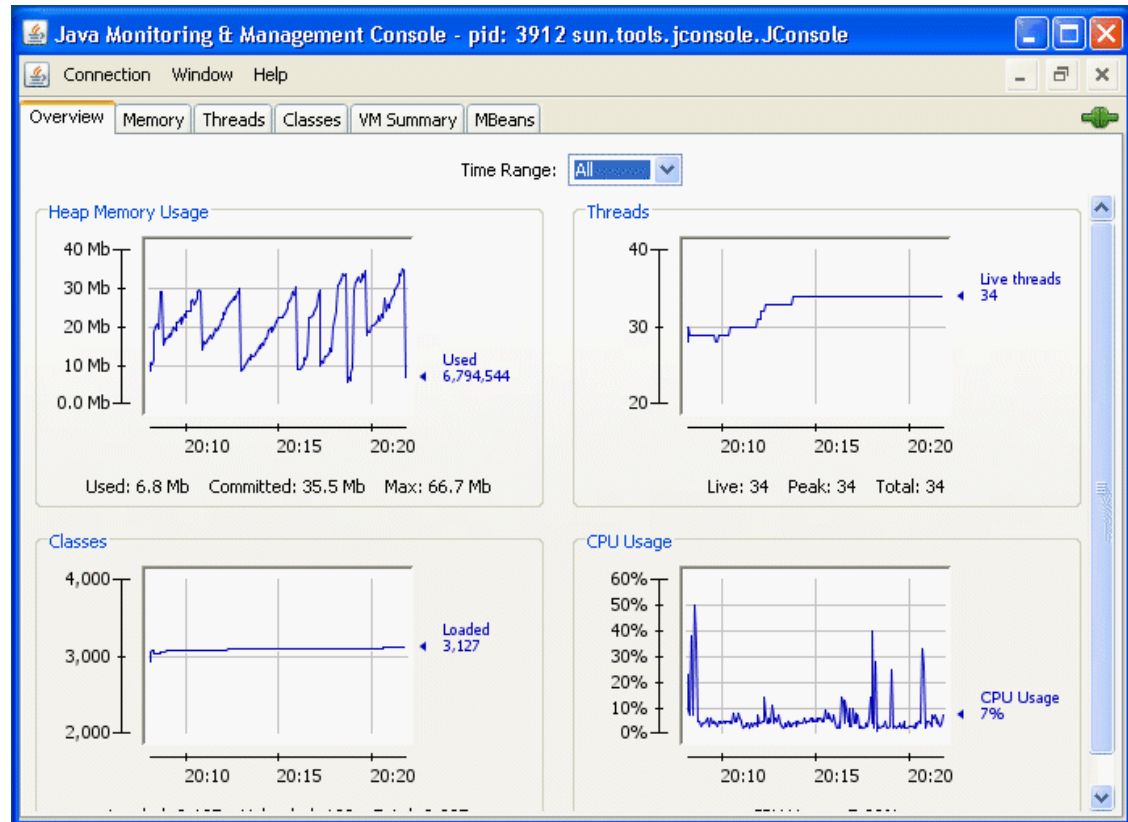 Java Monitoring & Management Console - pid: 3912 sun.tools.jconsole.JConsole
Connection Window Help
Overview Memory Threads Classes VM Summary MBeans
Time Range: All
Heap Memory Usage
40 Mb
30 Mb
20 Mb
10 Mb
0.0 Mb
Used
6,794,544
20:10 20:15 20:20
Used: 6.8 Mb Committed: 35.5 Mb Max: 66.7 Mb
Threads
40
30
20
Live threads
34
20:10 20:15 20:20
Live: 34 Peak: 34 Total: 34
Classes
4,000
3,000
2,000
Loaded
3,127
20:10 20:15 20:20
CPU Usage
60%
50%
40%
30%
20%
10%
0%
CPU Usage
7%
20:10 20:15 20:20